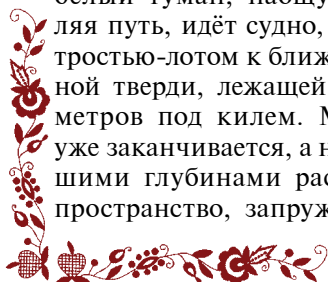 белый туман, нащу
ляя путь, идёт судно,
тростью-лотом к ближ
ной тверди, лежащей
метров под килем. М
уже заканчивается, а н
шими глубинами рас
пространство, запруж